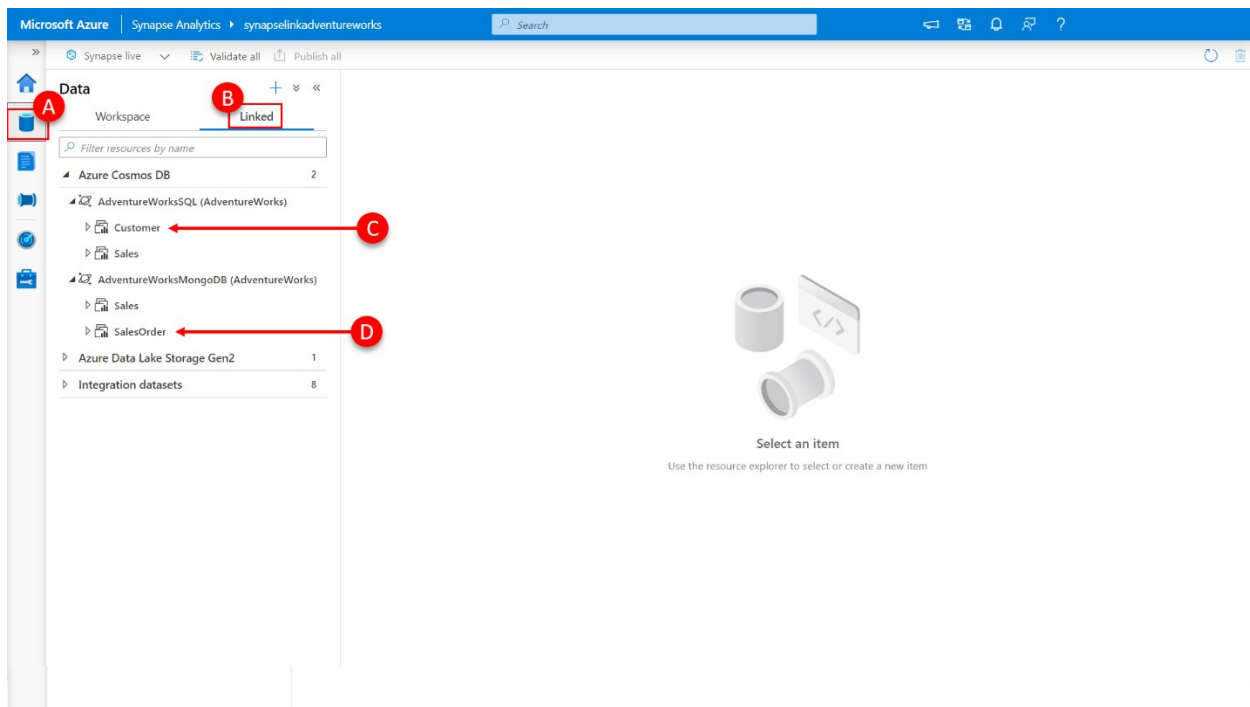 Microsoft Azure Synapse Analytics synapselinkadventureworks Search ?
Synapse live Validate all Publish all
Data
A
B
Workspace Linked
Filter resources by name
Azure Cosmos DB 2
AdventureWorksSQL (AdventureWorks)
Customer C
Sales
AdventureWorksMongoDB (AdventureWorks)
Sales
SalesOrder D
Azure Data Lake Storage Gen2 1
Integration datasets 8
Select an item
Use the resource explorer to select or create a new item